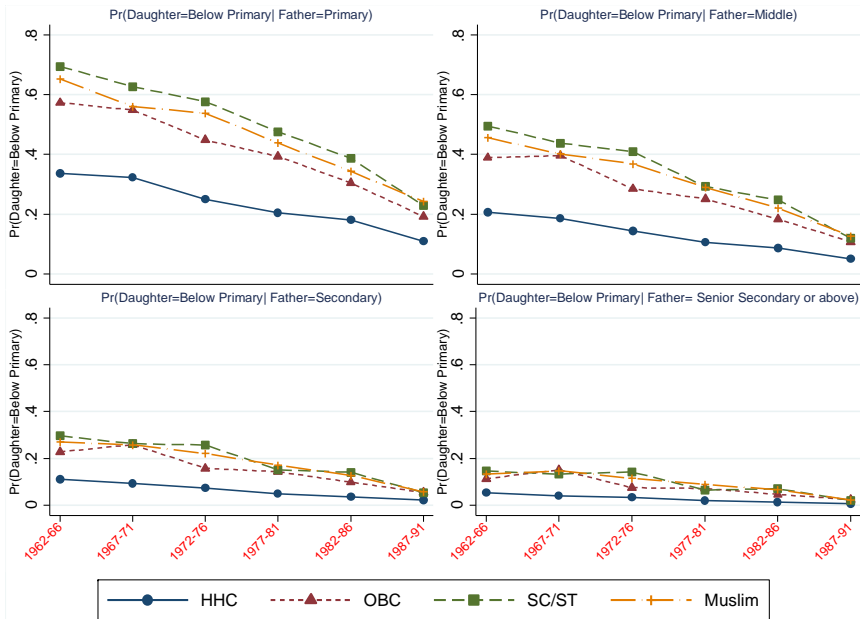 Pr(Daughter=Below Primary| Father=Primary)
Pr(Daughter=Below Primary)
.8
.6
.4
.2
0
Pr(Daughter=Below Primary| Father=Middle)
Pr(Daughter=Below Primary)
.8
.6
.4
.2
0
Pr(Daughter=Below Primary| Father=Secondary)
Pr(Daughter=Below Primary)
.8
.6
.4
.2
0
1962-66
1967-71
1972-76
1977-81
1982-86
1987-91
Pr(Daughter=Below Primary| Father= Senior Secondary or above)
Pr(Daughter=Below Primary)
.8
.6
.4
.2
0
1962-66
1967-71
1972-76
1977-81
1982-86
1987-91
HHC
OBC
SC/ST
Muslim